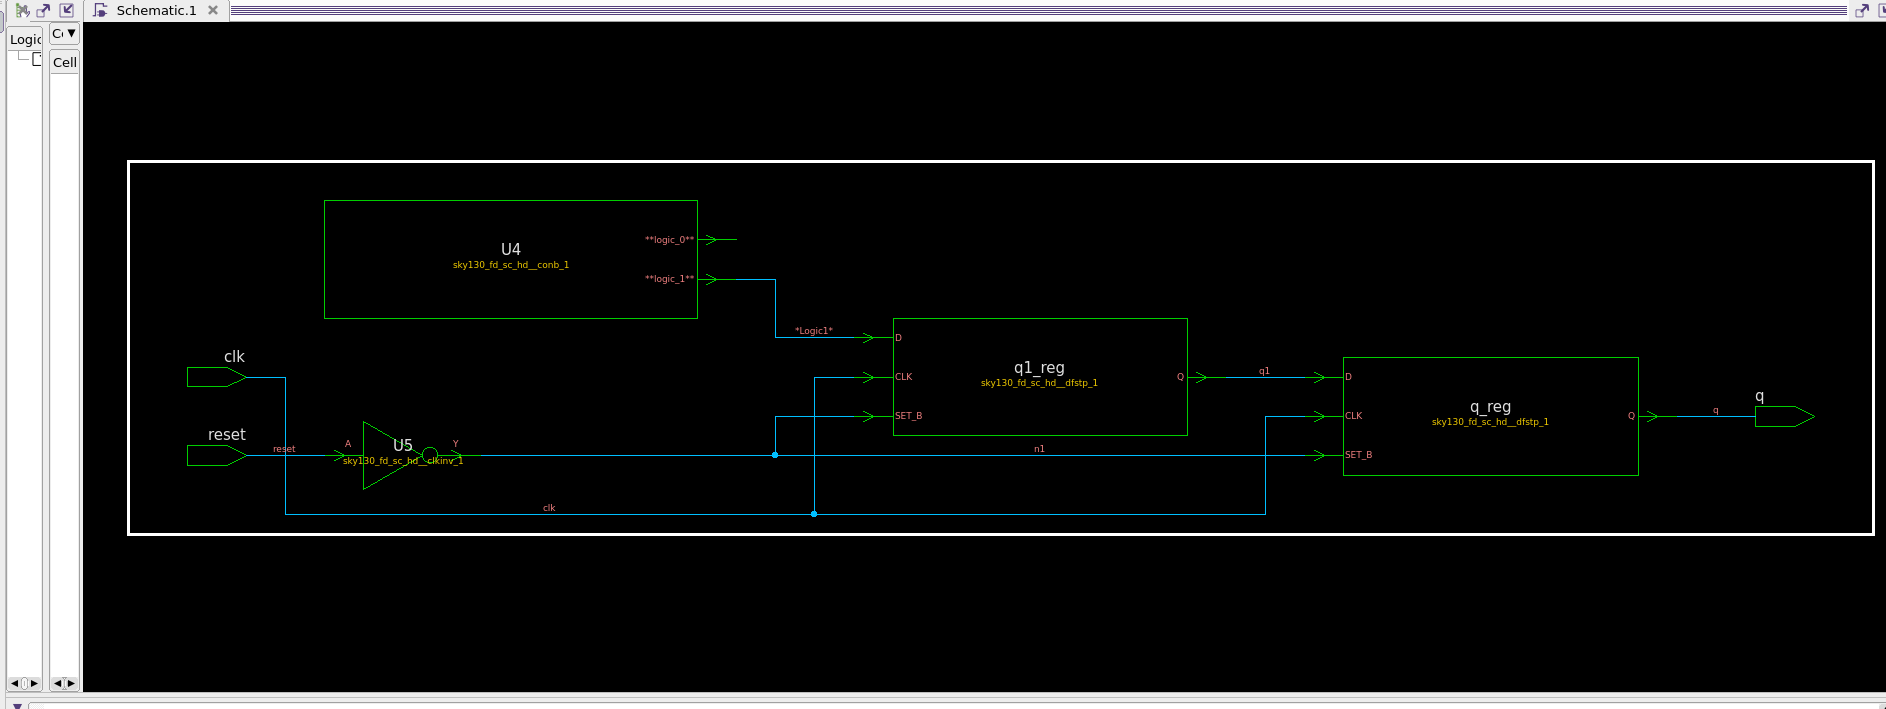 Schematic.1
Logic
Cell
U4
sky130_fd_sc_hd__conb_1
**logic_0**
**logic_1**
*Logic1*
D
CLK
SET_B
q1_reg
sky130_fd_sc_hd__dfstp_1
Q
q1
D
CLK
SET_B
q_reg
sky130_fd_sc_hd__dfstp_1
Q
q
q
clk
reset
reset
A
U5
sky130_fd_sc_hd__clkinv_1
Y
n1
clk